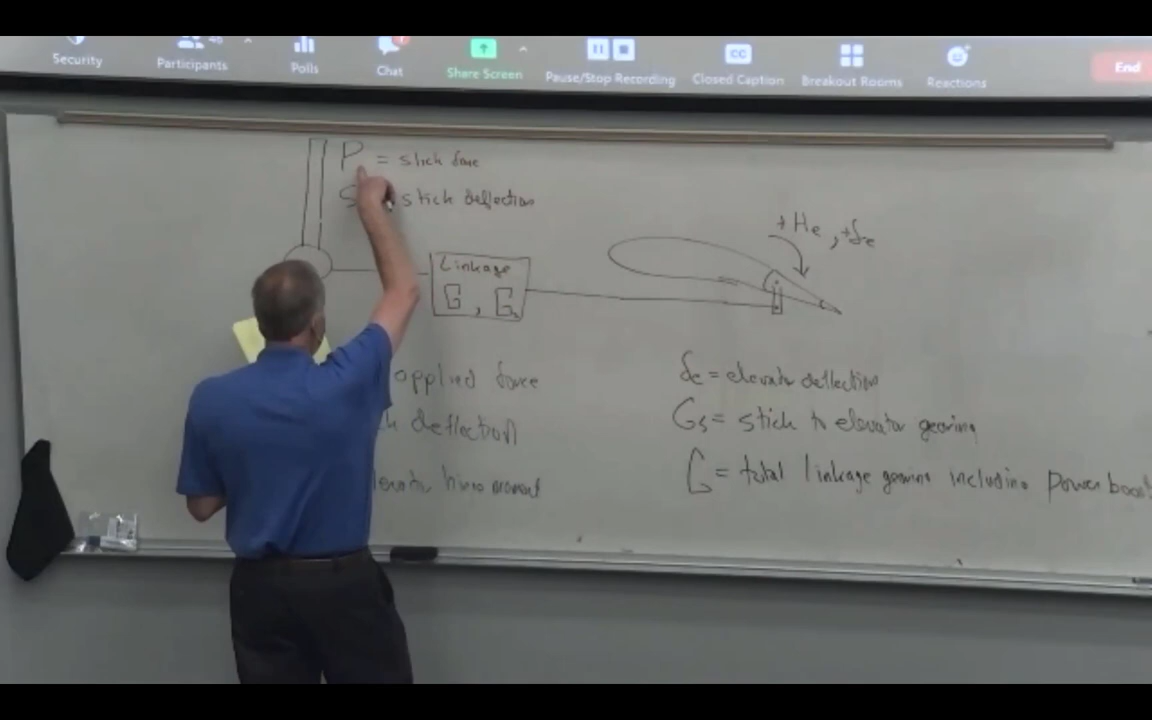 Security
Participants
Polls
Chat
Share Screen
Pause/Stop Recording
Closed Caption
Breakout Rooms
Reactions
End
P = stick force
S stick deflection
Linkage
G, Gs
+He, +δe
applied force
deflection
hinge moment
δe = elevator deflection
Gs = stick to elevator gearing
G = total linkage gearing including power boost